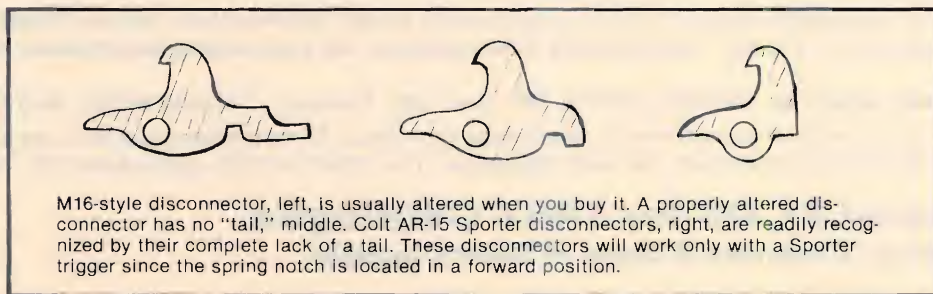 M16-style disconnector, left, is usually altered when you buy it. A properly altered dis-
connector has no "tail," middle. Colt AR-15 Sporter disconnectors, right, are readily recog-
nized by their complete lack of a tail. These disconnectors will work only with a Sporter
trigger since the spring notch is located in a forward position.